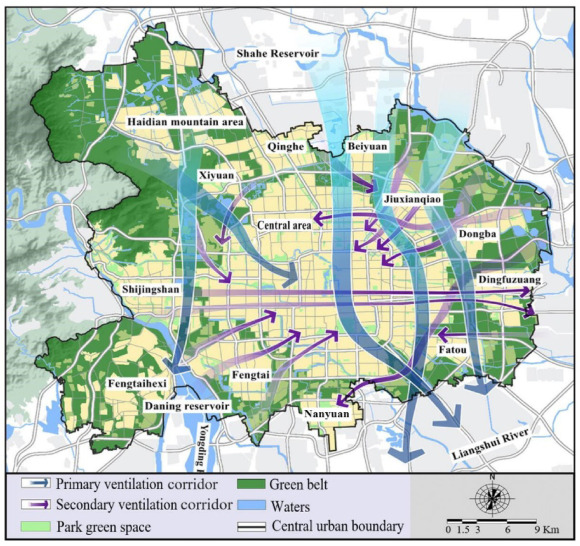 Shahe Reservoir
Haidian mountain area
Qinghe
Beiyuan
Xiyuan
Jiuxianqiao
Central area
Dongba
Dingfuzuang
Shijingshan
Fatou
Fengtai
Fengtaihexi
Daning reservoir
Nanyuan
Yongding
Liangshui River
Primary ventilation corridor
Green belt
Secondary ventilation corridor
Waters
Park green space
Central urban boundary
N
0 1.5 3 6 9 Km